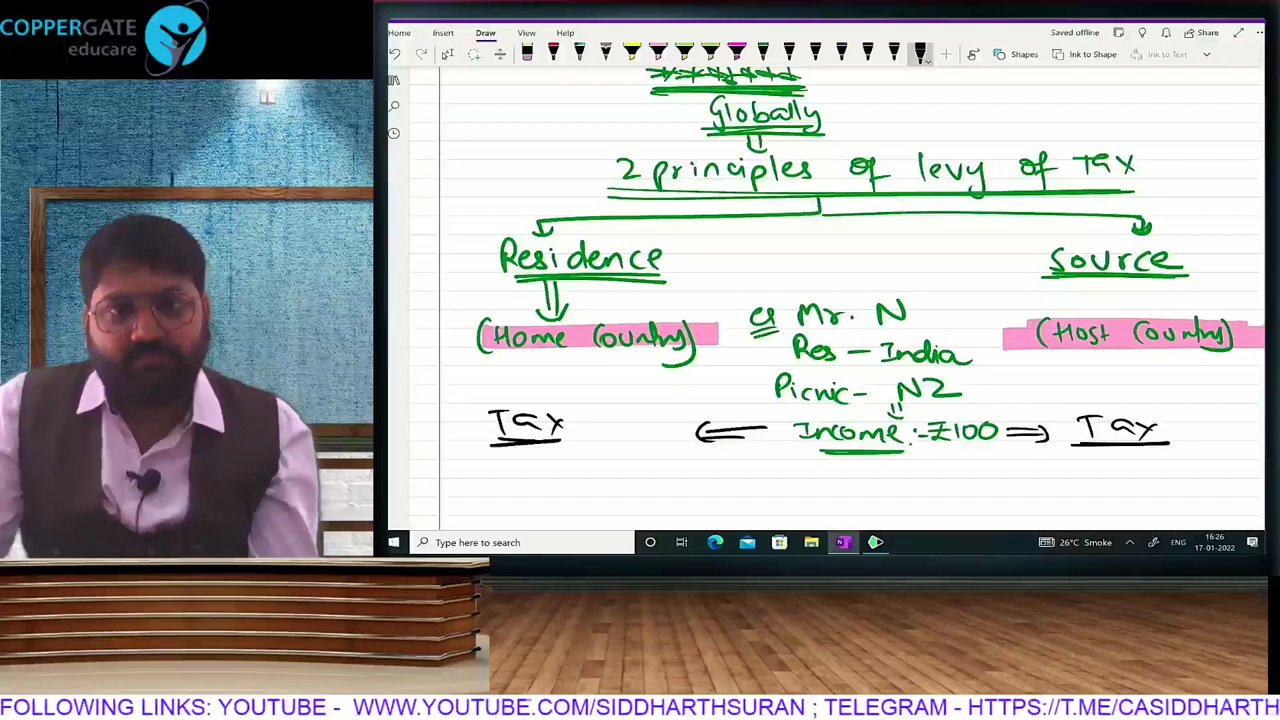 COPPERGATE
educare
Home Insert Draw View Help
Saved offline
Share
Shapes
Ink to Shape
Ink to Text
Globally
2 principles of levy of Tax
Residence
Source
(Home Country)
eg Mr. N
(Host Country)
Res - India
Picnic - NZ
Tax
Income :- ₹100
Tax
Type here to search
26°C Smoke
ENG
16:26
17-01-2022
FOLLOWING LINKS: YOUTUBE - WWW.YOUTUBE.COM/SIDDHARTHSURAN ; TELEGRAM - HTTPS://T.ME/CASIDDHARTH